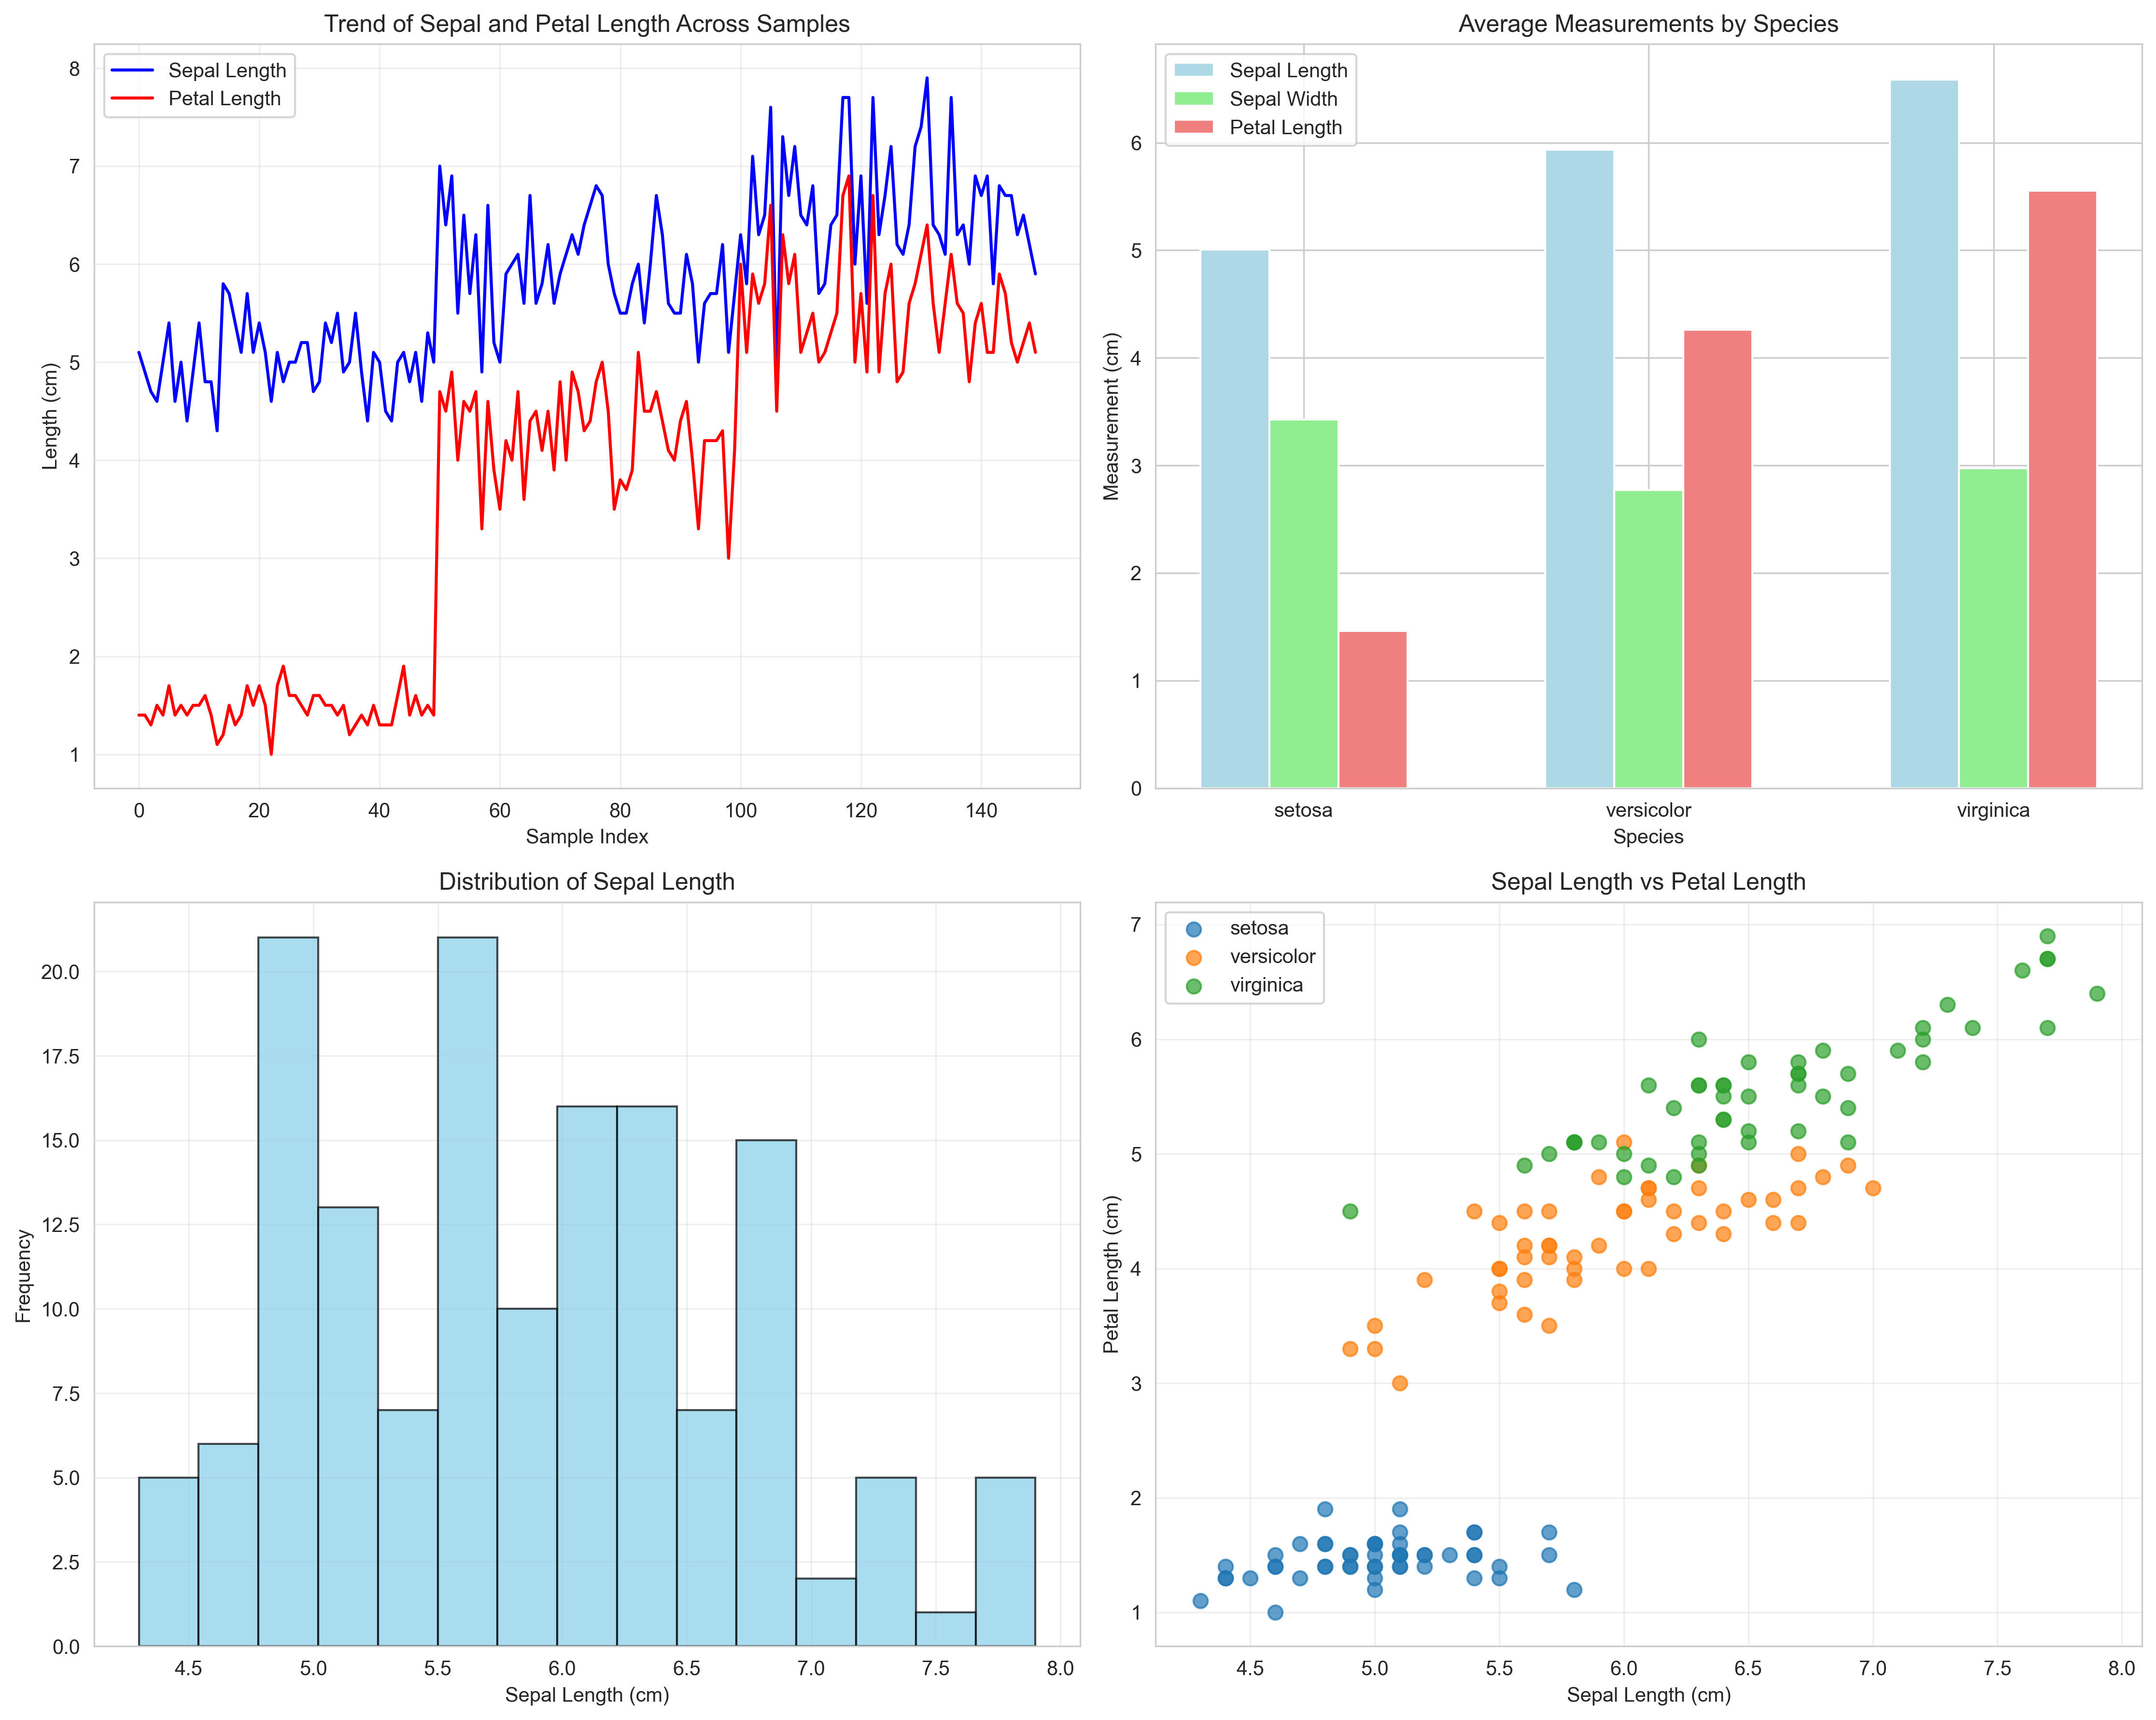 Trend of Sepal and Petal Length Across Samples
Sepal Length
Petal Length
8
7
6
5
4
3
2
1
Length (cm)
0 20 40 60 80 100 120 140
Sample Index
Average Measurements by Species
Sepal Length
Sepal Width
Petal Length
6
5
4
3
2
1
0
Measurement (cm)
setosa versicolor virginica
Species
Distribution of Sepal Length
20.0
17.5
15.0
12.5
10.0
7.5
5.0
2.5
0.0
Frequency
4.5 5.0 5.5 6.0 6.5 7.0 7.5 8.0
Sepal Length (cm)
Sepal Length vs Petal Length
setosa
versicolor
virginica
7
6
5
4
3
2
1
Petal Length (cm)
4.5 5.0 5.5 6.0 6.5 7.0 7.5 8.0
Sepal Length (cm)